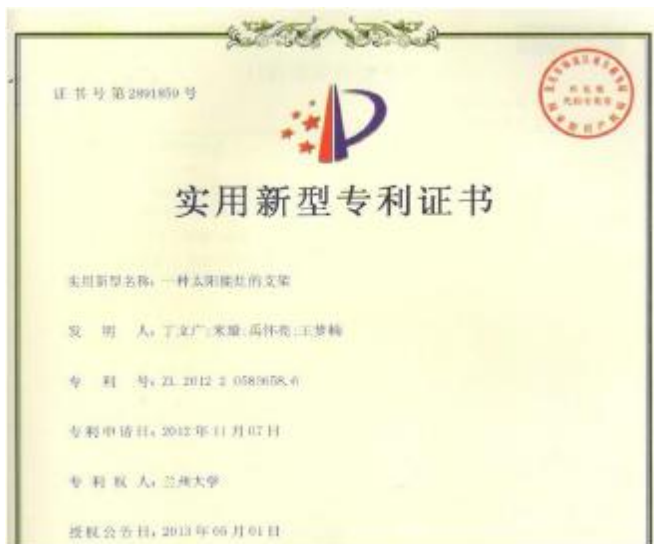 证书号第2891859号
实用新型专利证书
实用新型名称：一种太阳能灶的支架
发 明 人：丁文广;米璇;禹怀亮;王梦楠
专 利 号：ZL 2012 2 0583658.6
专利申请日：2012年11月07日
专 利 权 人：兰州大学
授权公告日：2013年05月01日